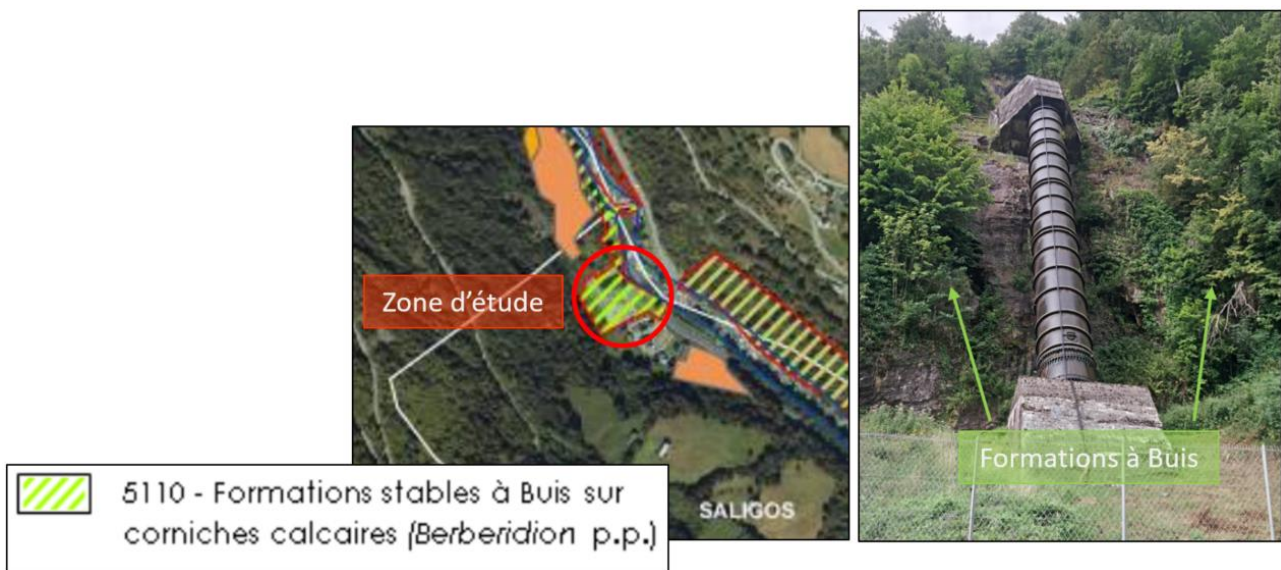 Zone d'étude
SALIGOS
5110 - Formations stables à Buis sur
corniches calcaires (Berberidion p.p.)
Formations à Buis